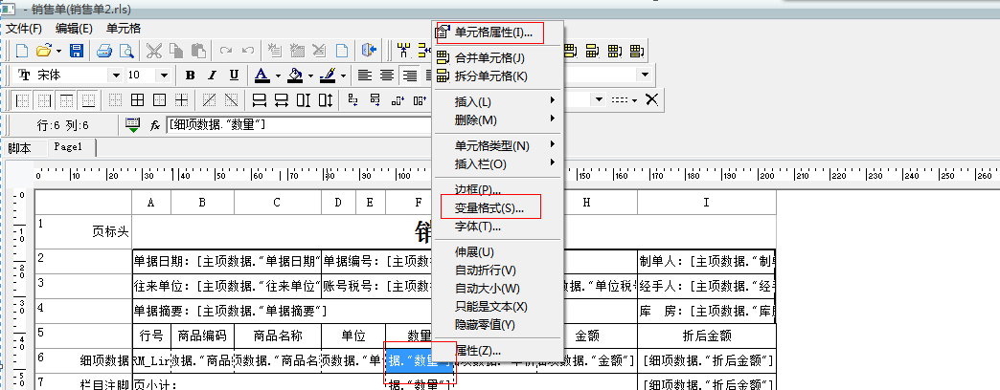 - 销售单(销售单2.rls)
文件(F) 编辑(E) 单元格
宋体 10 B I U A
行:6 列:6 fx [细项数据."数量"]
脚本 Page1
0 10 20 30 40 50 60 70 80 90 100 150 160 170 180 190 200 210 220 230 240 250 260
A B C D E F H I
1 页标头 销
2 单据日期: [主项数据."单据日期" 单据编号: [主项数据. 制单人: [主项数据."制单
3 往来单位: [主项数据."往来单位" 账号税号: [主项数据. 数据."单位税号 经手人: [主项数据."经手
4 单据摘要: [主项数据."单据摘要"] 库 房: [主项数据."库房
5 行号 商品编码 商品名称 单位 数量 金额 折后金额
6 细项数据 RM_Lin 数据."商品 页数据."商品名 页数据."单 据."数量"] 细项数据."金额"] [细项数据."折后金额"]
7 栏目注脚 页小计: 据."数量"] [细项数据."折后金额"]
单元格属性(I)...
合并单元格(J)
拆分单元格(K)
插入(L)
删除(M)
单元格类型(N)
插入栏(O)
边框(P)...
变量格式(S)...
字体(T)...
伸展(U)
自动折行(V)
自动大小(W)
只能是文本(X)
隐藏零值(Y)
属性(Z)...